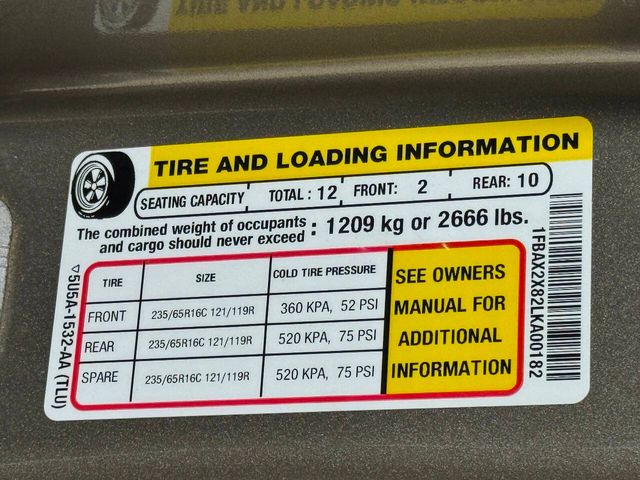 TIRE AND LOADING INFORMATION
SEATING CAPACITY TOTAL: 12 FRONT: 2 REAR: 10
The combined weight of occupants
and cargo should never exceed : 1209 kg or 2666 lbs.
TIRE SIZE COLD TIRE PRESSURE
FRONT 235/65R16C 121/119R 360 KPA, 52 PSI
REAR 235/65R16C 121/119R 520 KPA, 75 PSI
SPARE 235/65R16C 121/119R 520 KPA, 75 PSI
SEE OWNERS
MANUAL FOR
ADDITIONAL
INFORMATION
▽5U5A-1532-AA (TLU)
1FBAX2X82LKA00182